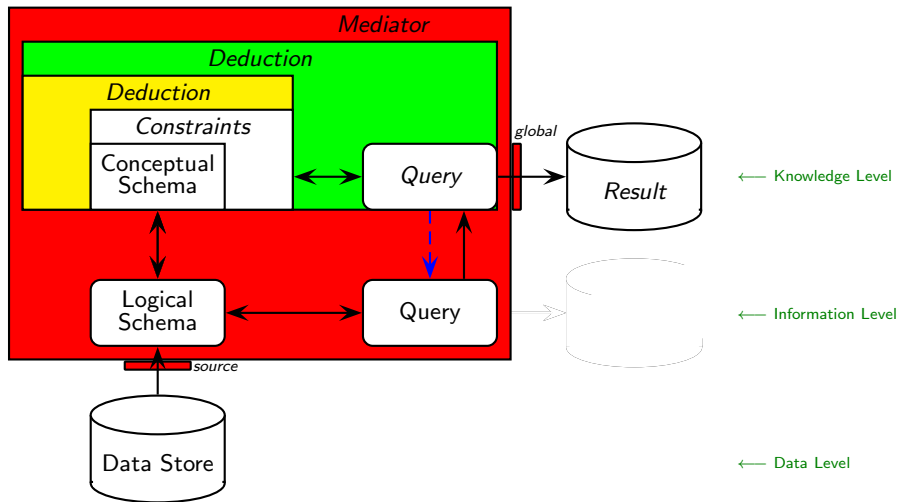 Mediator
Deduction
Deduction
Constraints
global
Conceptual
Schema
Query
Result
⟵ Knowledge Level
Logical
Schema
Query
⟵ Information Level
source
Data Store
⟵ Data Level